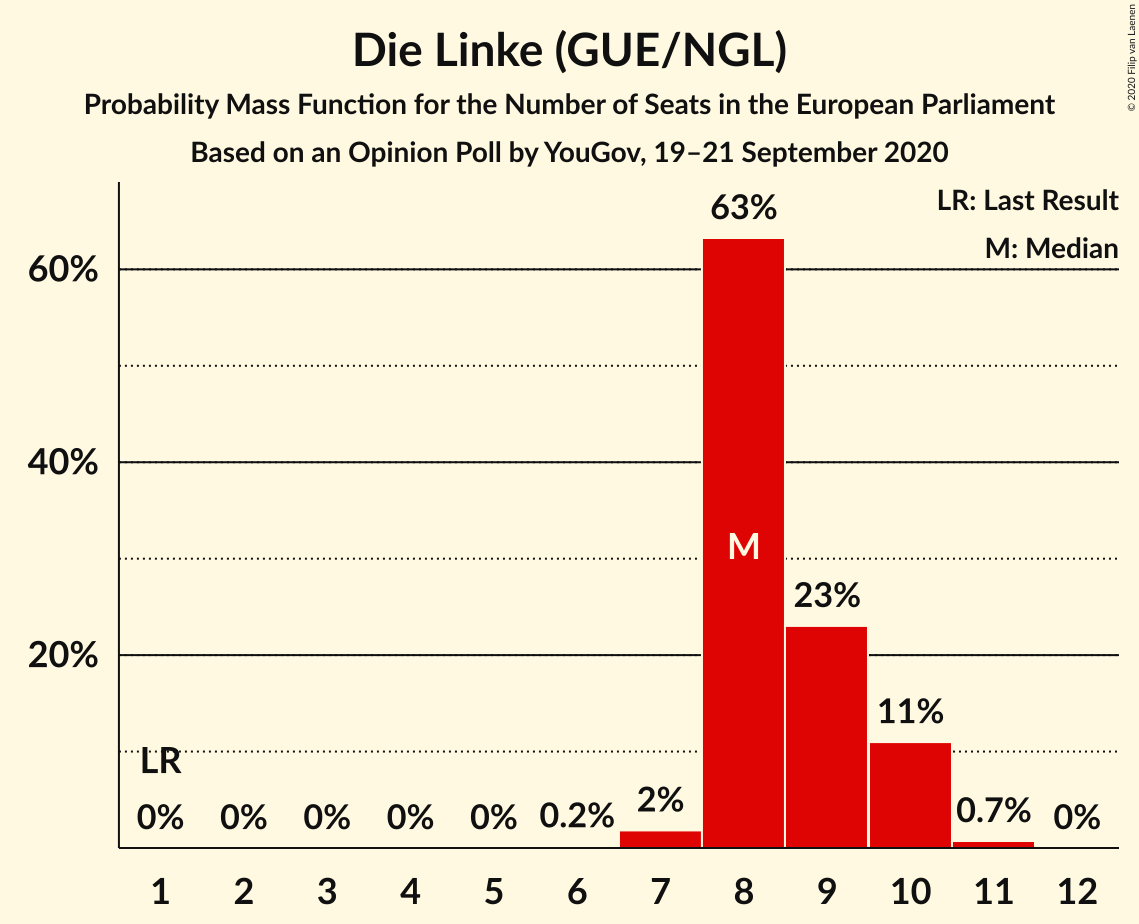 Die Linke (GUE/NGL)
Probability Mass Function for the Number of Seats in the European Parliament
Based on an Opinion Poll by YouGov, 19–21 September 2020
© 2020 Filip van Laenen
LR: Last Result
M: Median
63%
60%
40%
M
23%
20%
11%
LR
0% 0% 0% 0% 0% 0.2% 2% 0.7% 0%
1 2 3 4 5 6 7 8 9 10 11 12